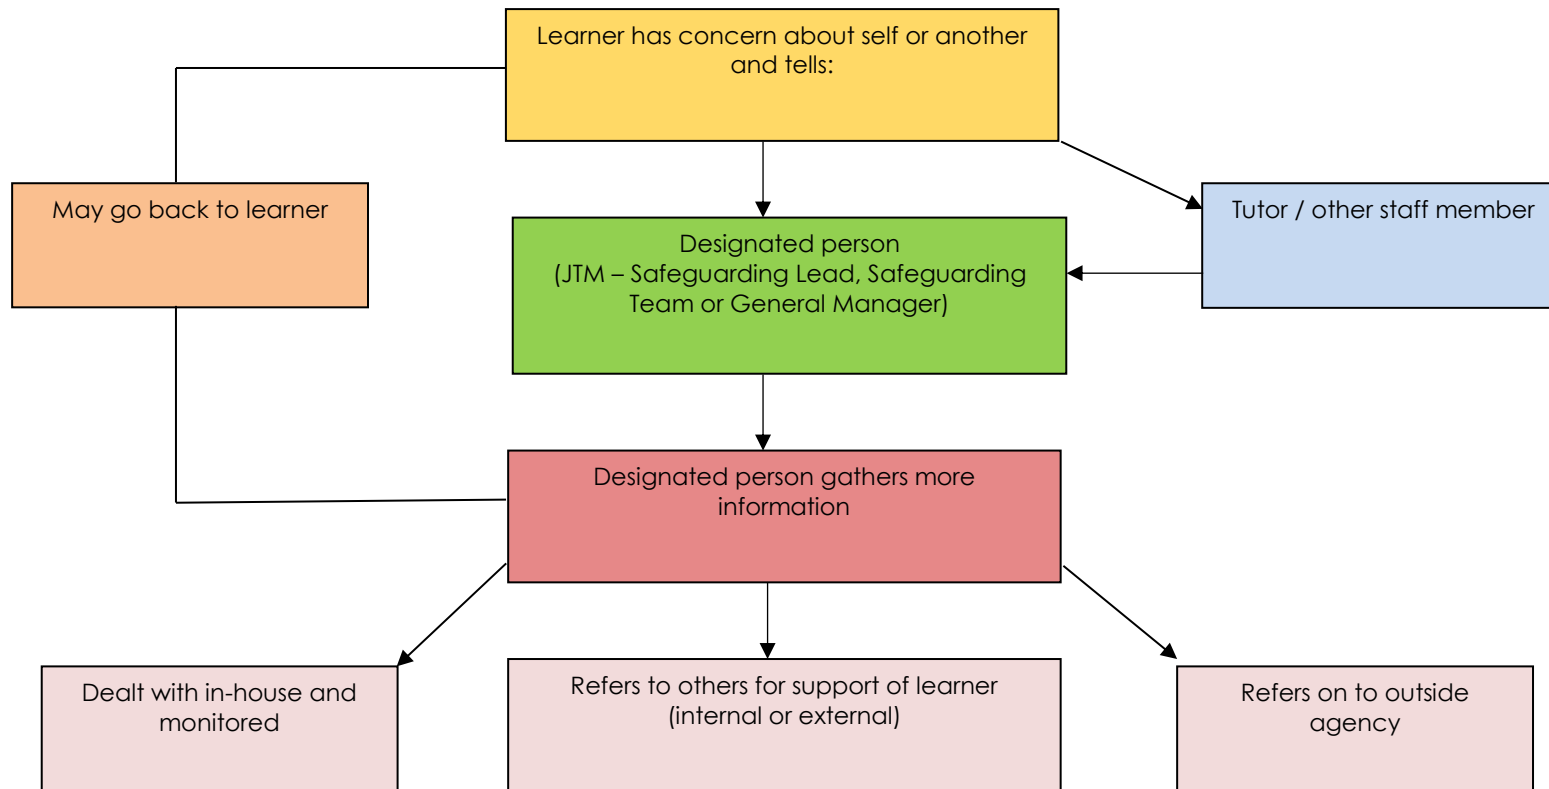 Learner has concern about self or another
and tells:
May go back to learner
Tutor / other staff member
Designated person
(JTM – Safeguarding Lead, Safeguarding
Team or General Manager)
Designated person gathers more
information
Dealt with in-house and
monitored
Refers to others for support of learner
(internal or external)
Refers on to outside
agency